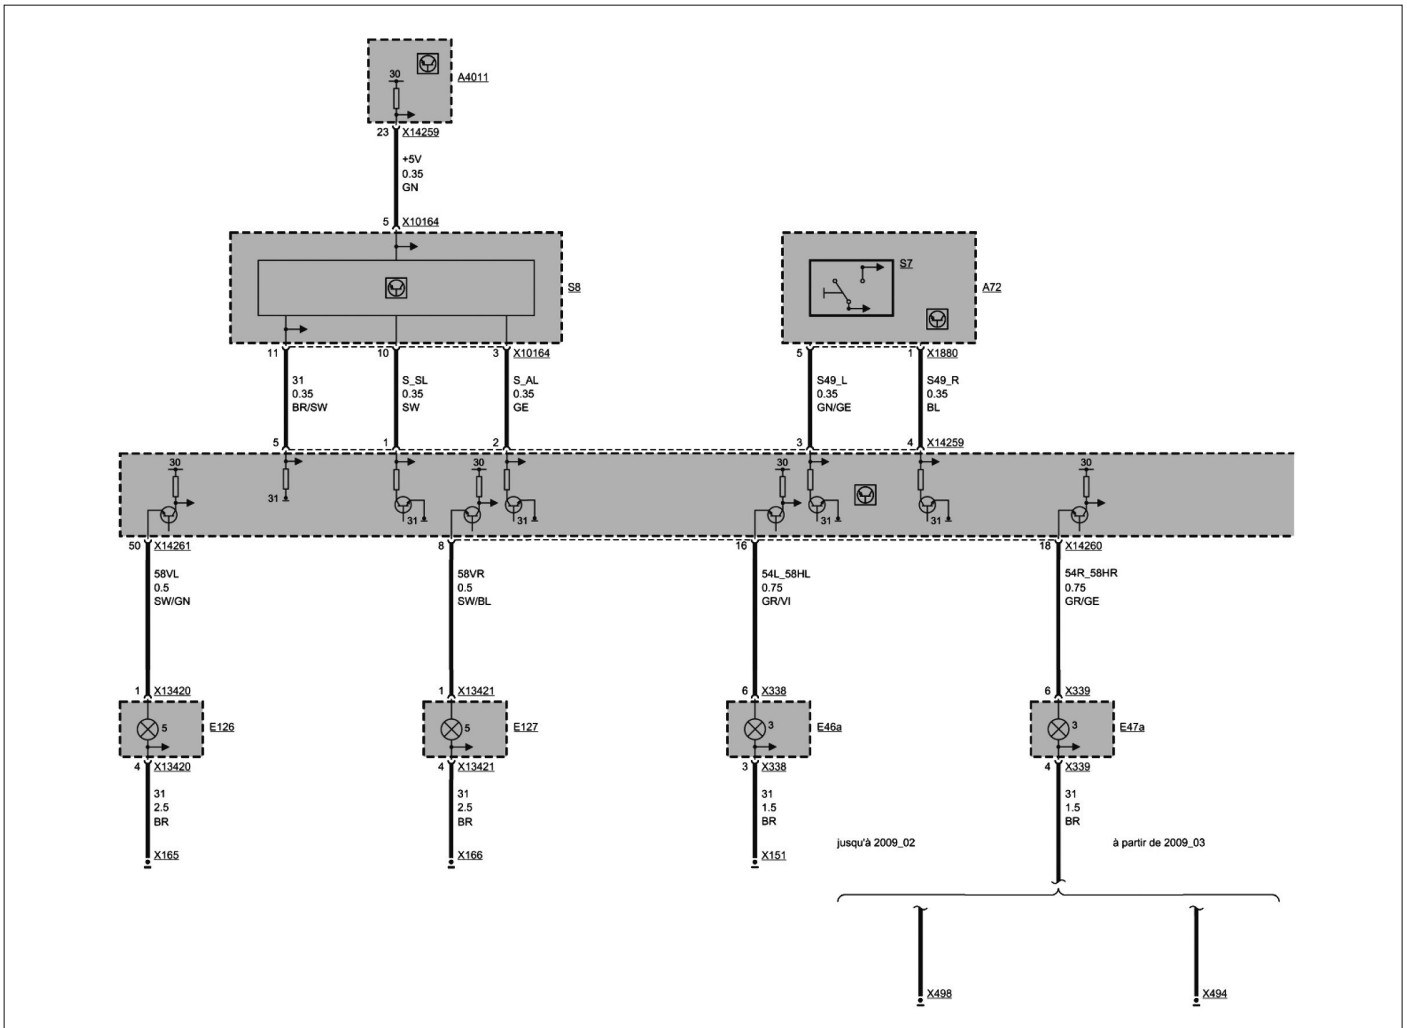 30
A4011
23 X14259
+5V
0.35
GN
5 X10164
S8
S7
A72
11 10 3 X10164
5 1 X1880
31 S_SL S_AL S49_L S49_R
0.35 0.35 0.35 0.35 0.35
BR/SW SW GE GN/GE BL
5 1 2 3 4 X14259
30 30 30 30
31
31 31 31 31
50 X14261 8 16 18 X14260
58VL 58VR 54L_58HL 54R_58HR
0.5 0.5 0.75 0.75
SW/GN SW/BL GR/VI GR/GE
1 X13420 1 X13421 6 X338 6 X339
5 E126 5 E127 3 E46a 3 E47a
4 X13420 4 X13421 3 X338 4 X339
31 31 31 31
2.5 2.5 1.5 1.5
BR BR BR BR
jusqu'à 2009_02 à partir de 2009_03
X165 X166 X151
X498 X494